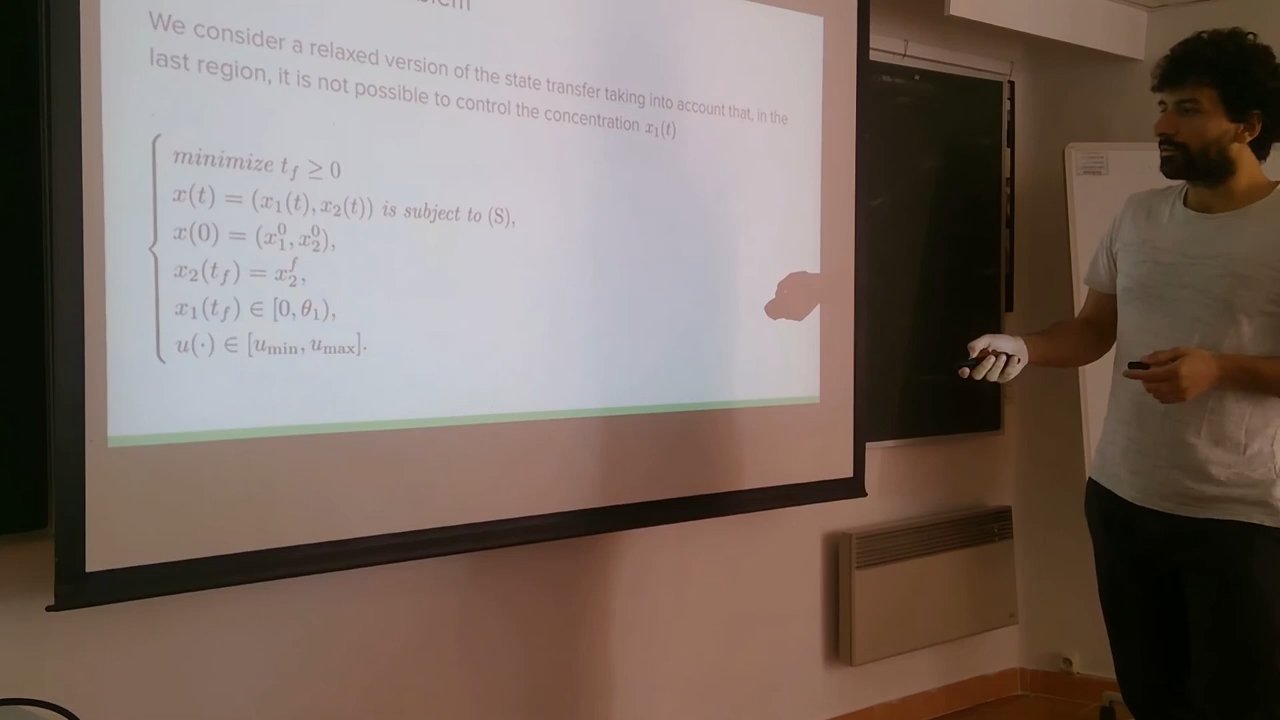 We consider a relaxed version of the state transfer taking into account that, in the
last region, it is not possible to control the concentration x₁(t)
minimize t_f ≥ 0
x(t) = (x₁(t), x₂(t)) is subject to (S),
x(0) = (x₁⁰, x₂⁰),
x₂(t_f) = x₂ᶠ,
x₁(t_f) ∈ [0, θ₁),
u(·) ∈ [u_min, u_max].